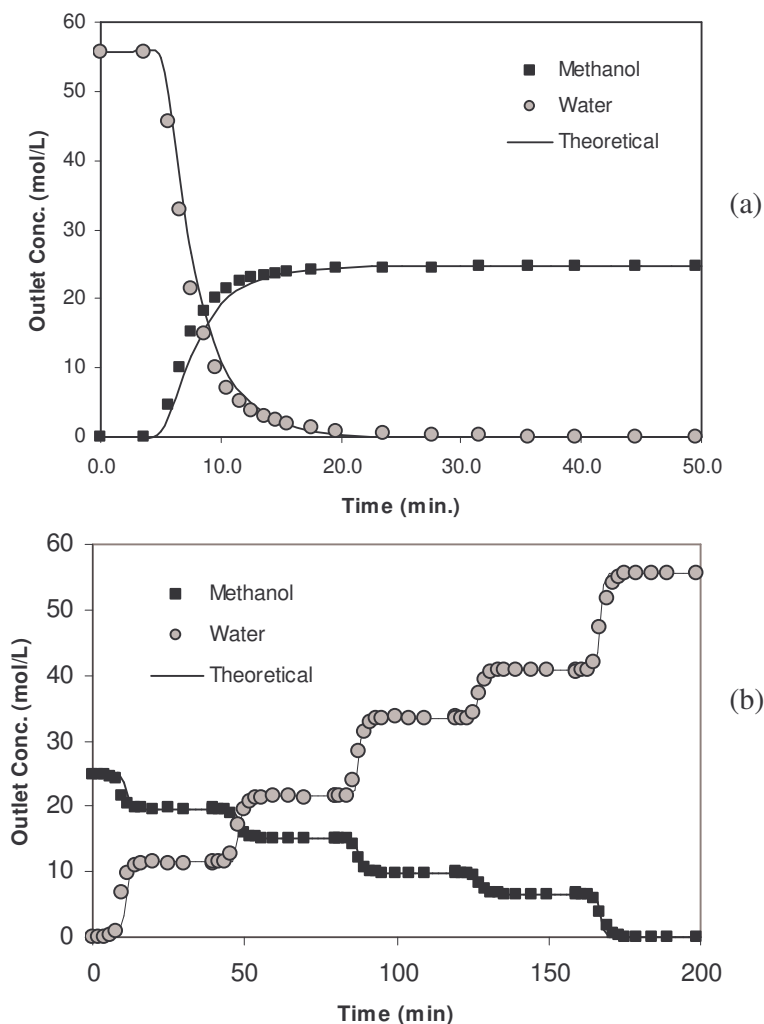 60
50
40
30
20
10
0
Outlet Conc. (mol/L)
Methanol
Water
Theoretical
(a)
0.0 10.0 20.0 30.0 40.0 50.0
Time (min.)
60
50
40
30
20
10
0
Outlet Conc. (mol/L)
Methanol
Water
Theoretical
(b)
0 50 100 150 200
Time (min)